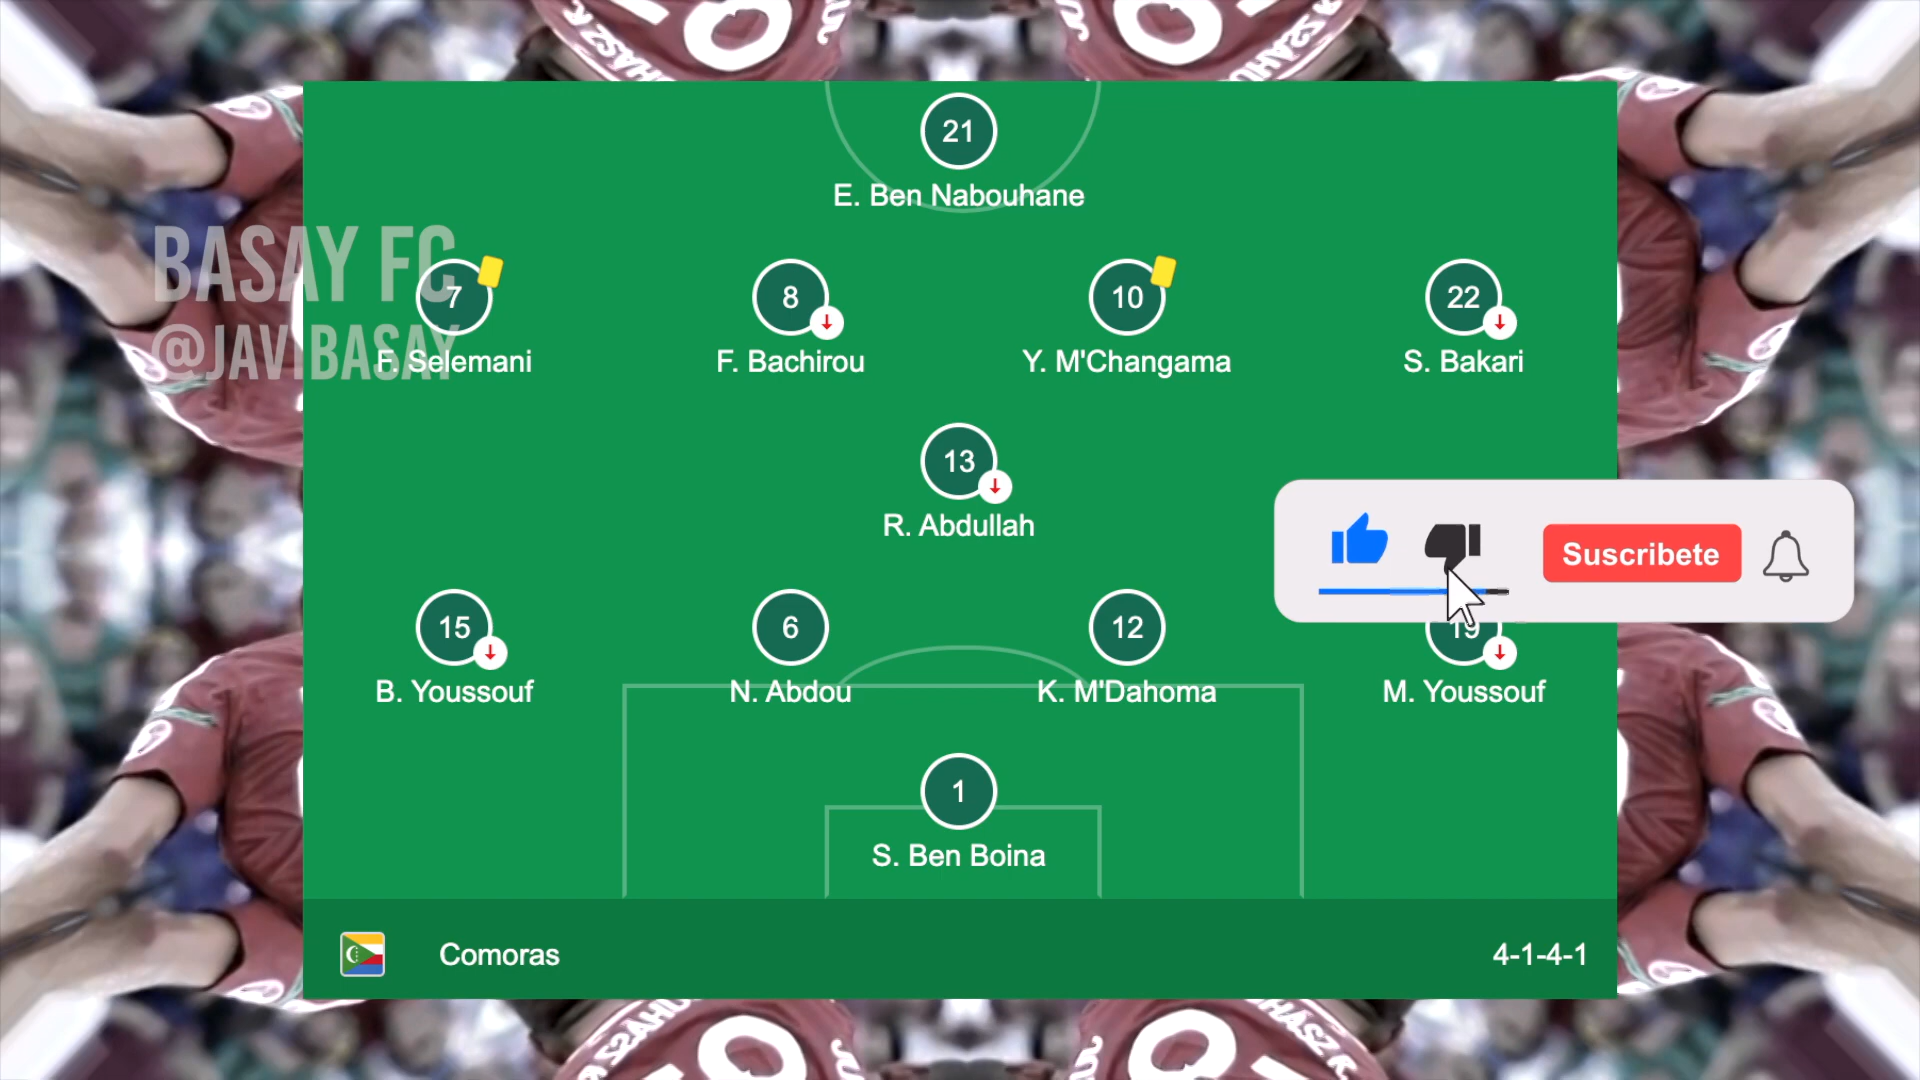 21
E. Ben Nabouhane
BASAY FC
@JAVIBASAY
7
8
10
22
F. Selemani
F. Bachirou
Y. M'Changama
S. Bakari
13
R. Abdullah
Suscribete
15
6
12
19
B. Youssouf
N. Abdou
K. M'Dahoma
M. Youssouf
1
S. Ben Boina
Comoras
4-1-4-1